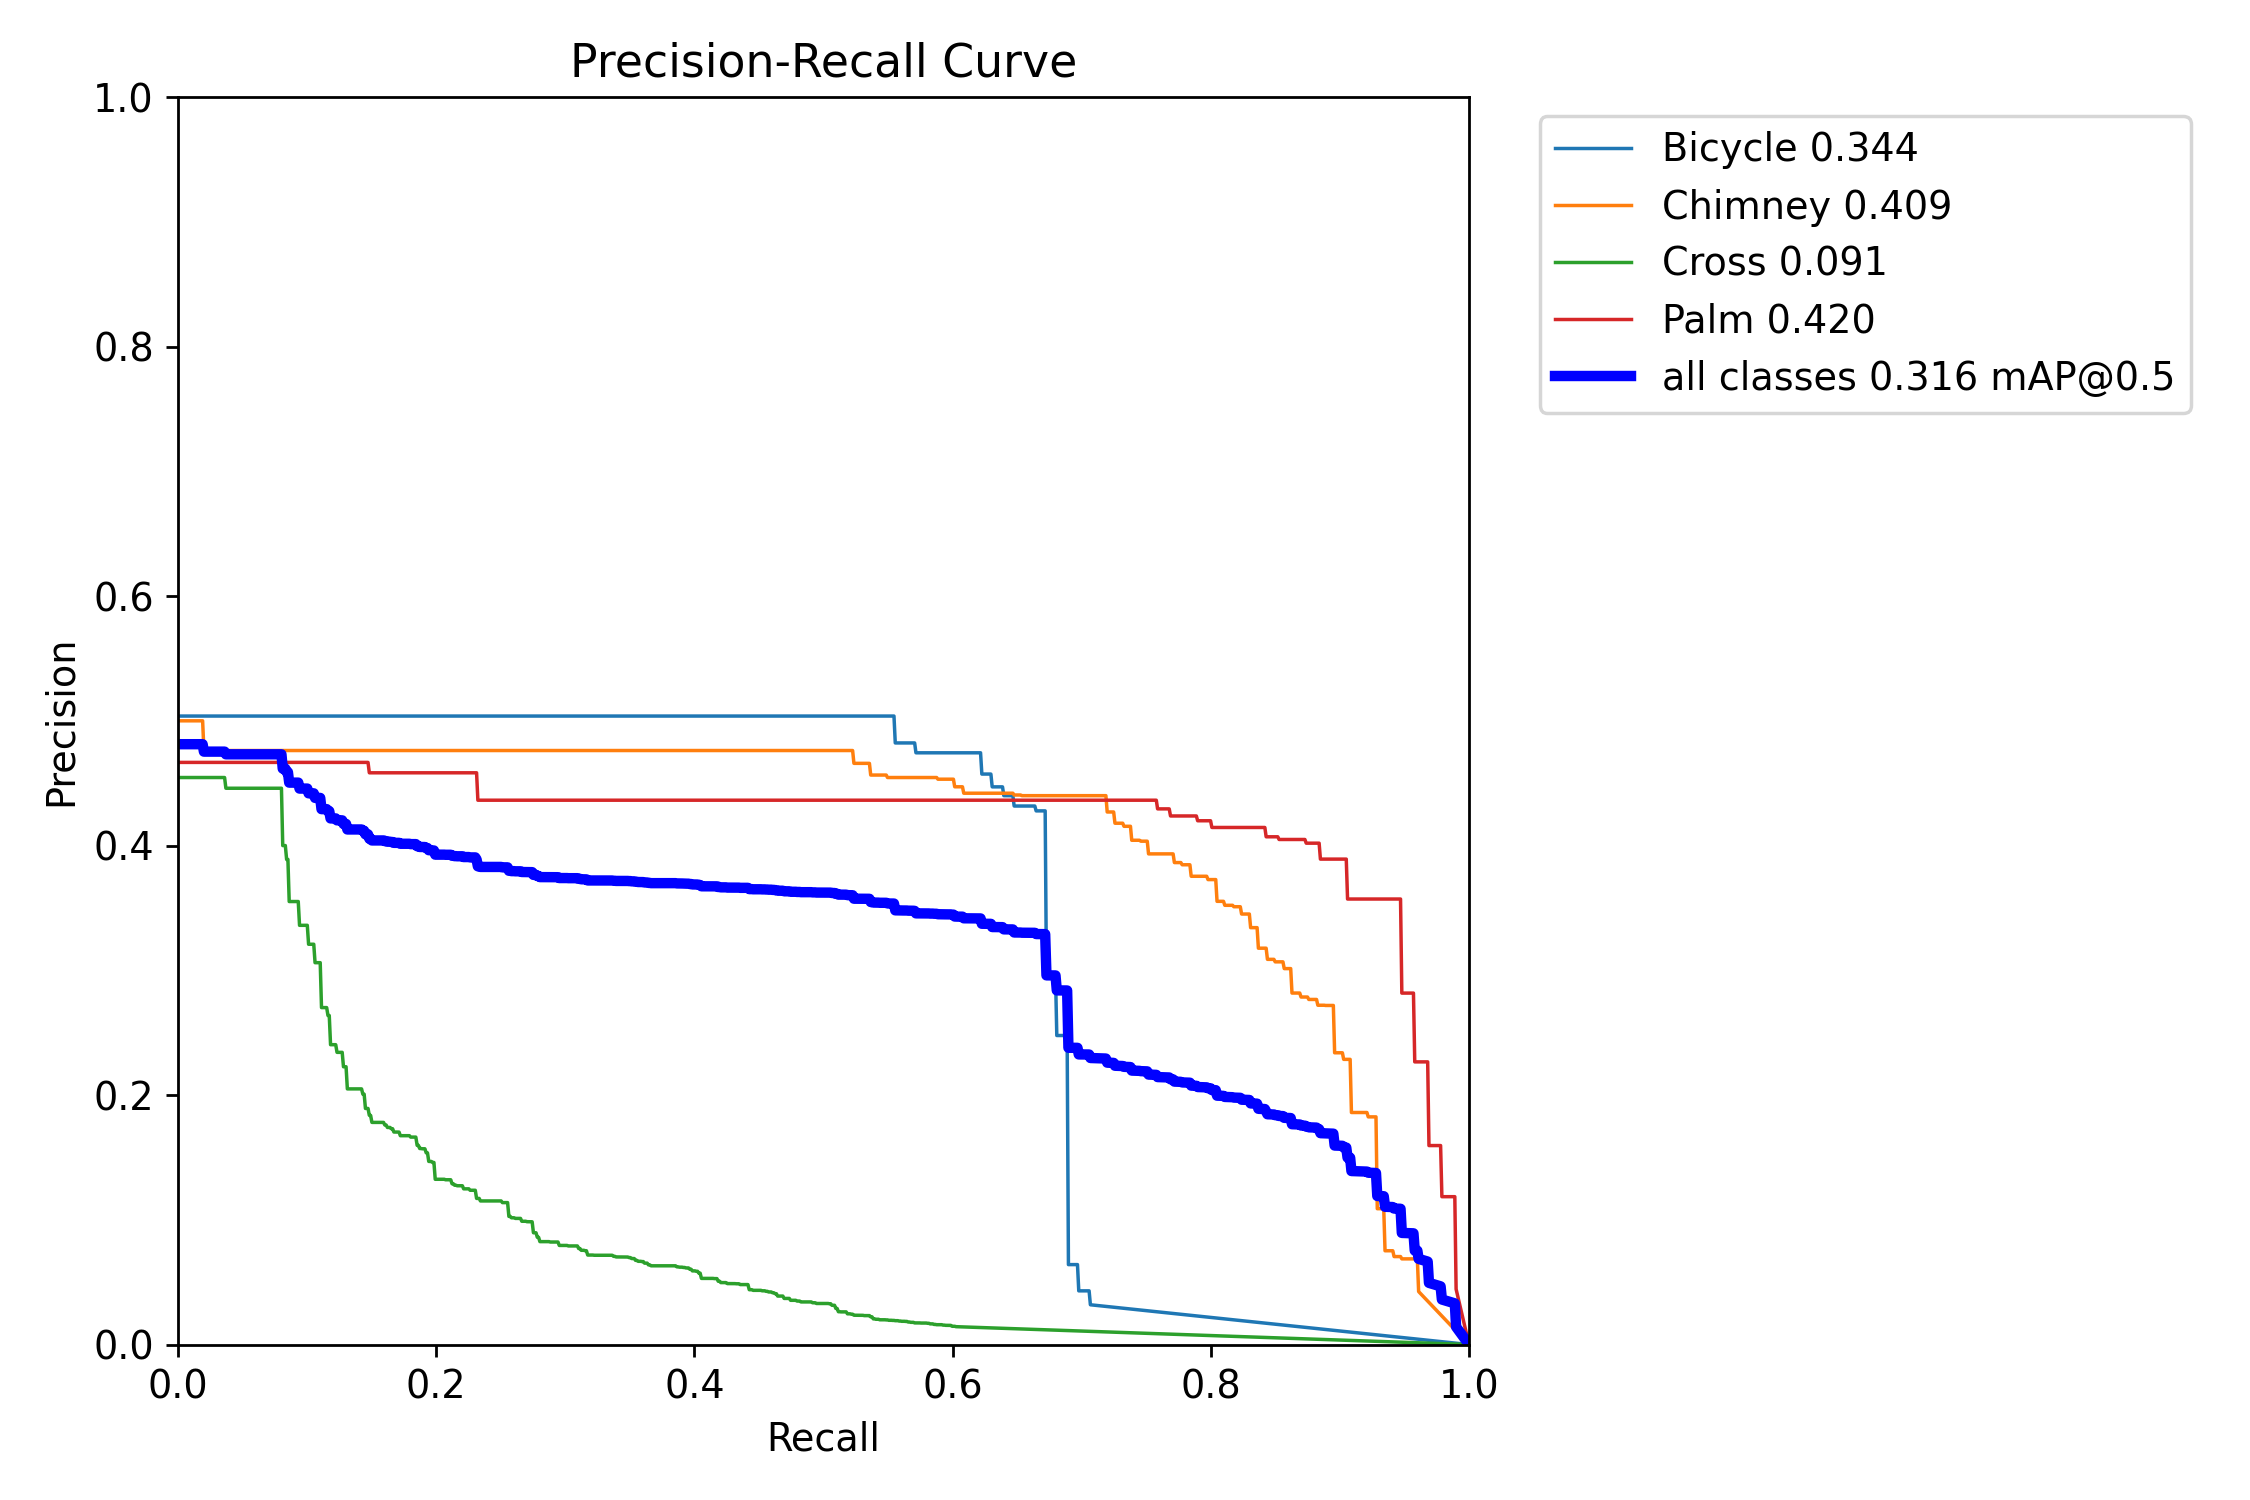 Precision-Recall Curve
1.0
0.8
0.6
0.4
0.2
0.0
Precision
0.0 0.2 0.4 0.6 0.8 1.0
Recall
Bicycle 0.344
Chimney 0.409
Cross 0.091
Palm 0.420
all classes 0.316 mAP@0.5